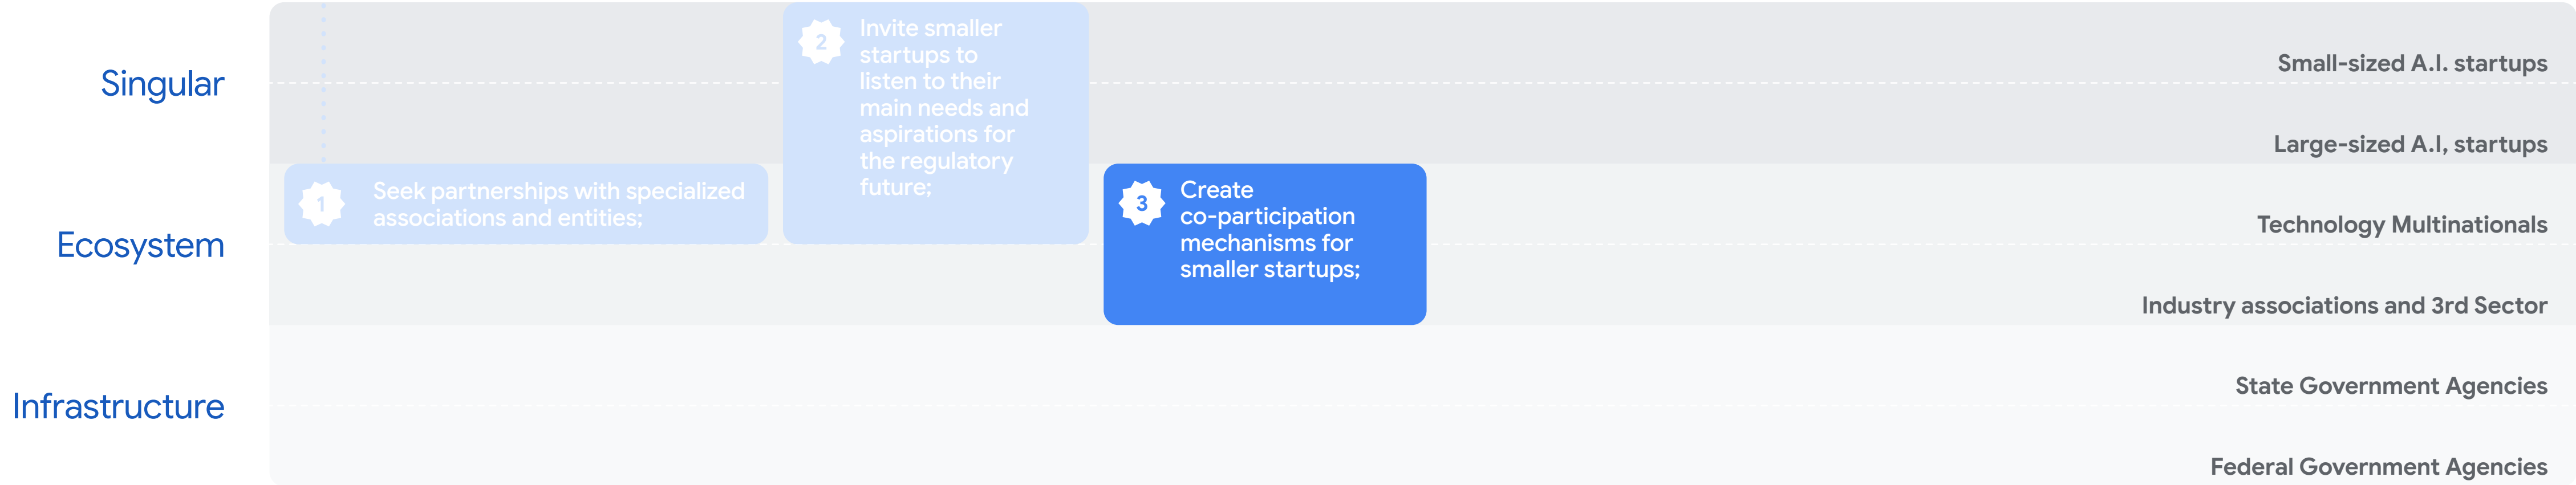 Singular
Ecosystem
Infrastructure
1
Seek partnerships with specialized
associations and entities;
2
Invite smaller
startups to
listen to their
main needs and
aspirations for
the regulatory
future;
3
Create
co-participation
mechanisms for
smaller startups;
Small-sized A.I. startups
Large-sized A.I, startups
Technology Multinationals
Industry associations and 3rd Sector
State Government Agencies
Federal Government Agencies